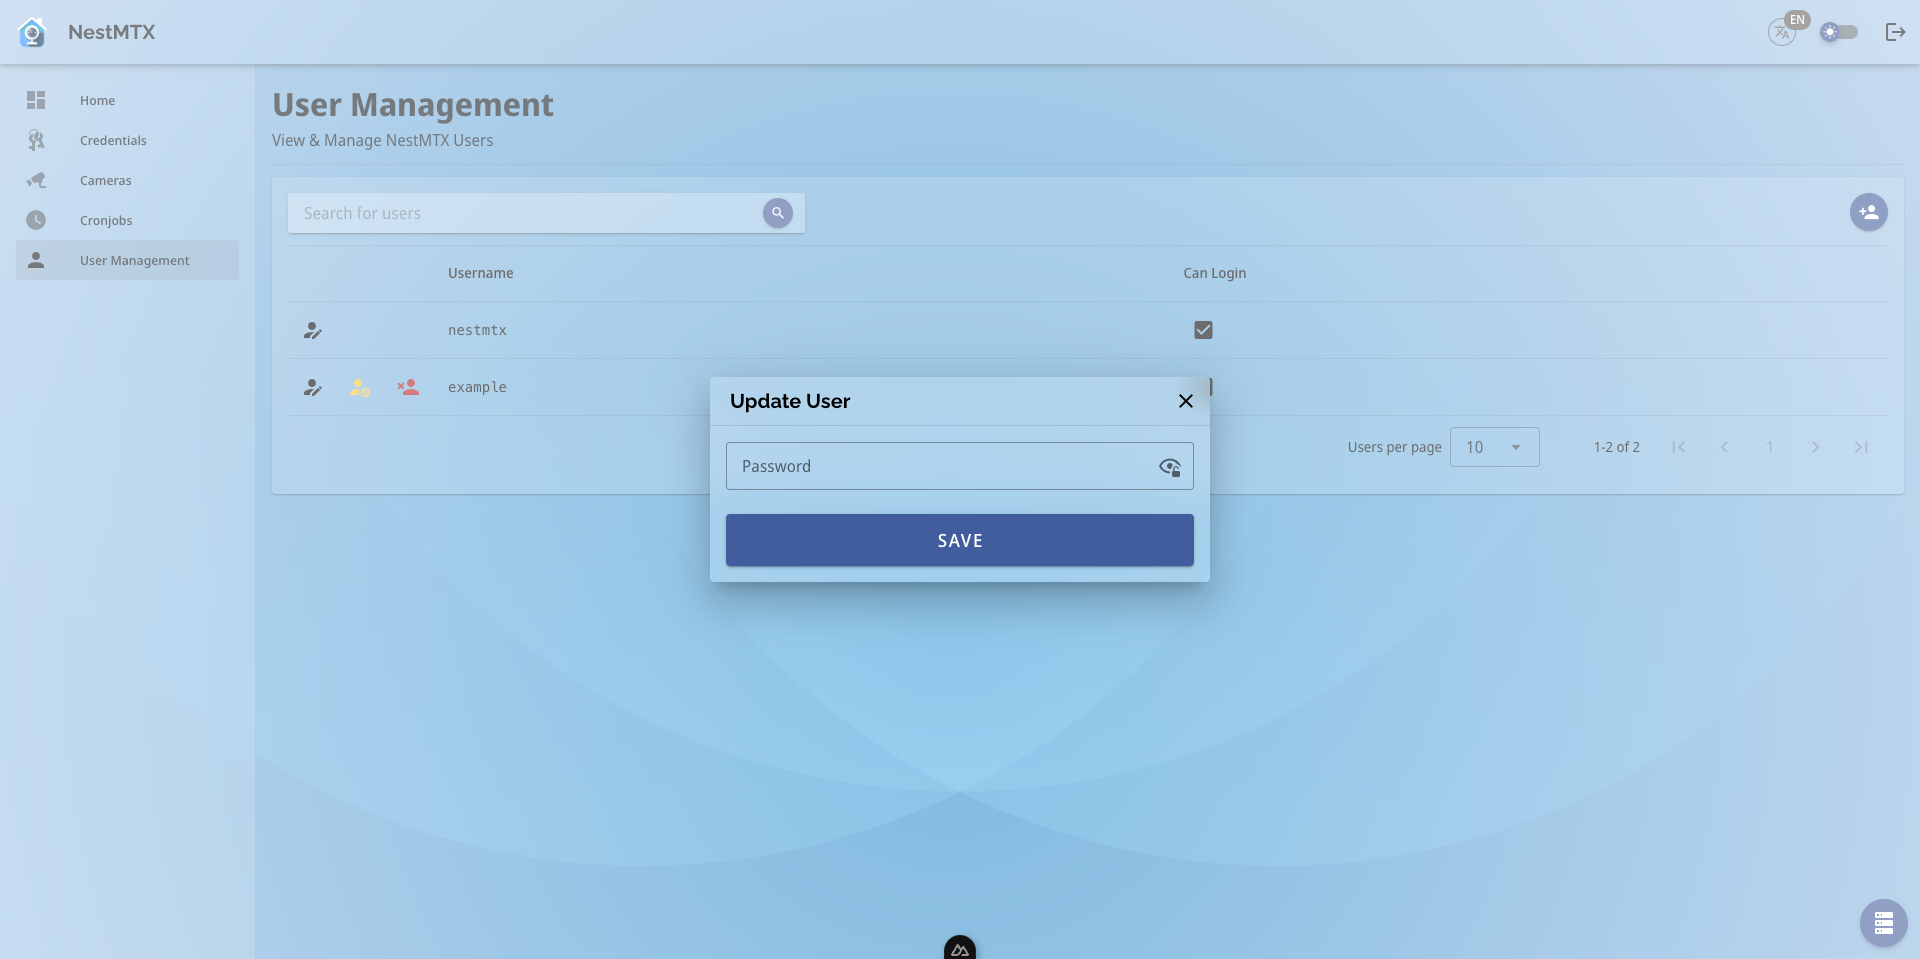 NestMTX
EN
Home
Credentials
Cameras
Cronjobs
User Management
User Management
View & Manage NestMTX Users
Search for users
Username
Can Login
nestmtx
example
Update User
Password
SAVE
Users per page
10
1-2 of 2
1